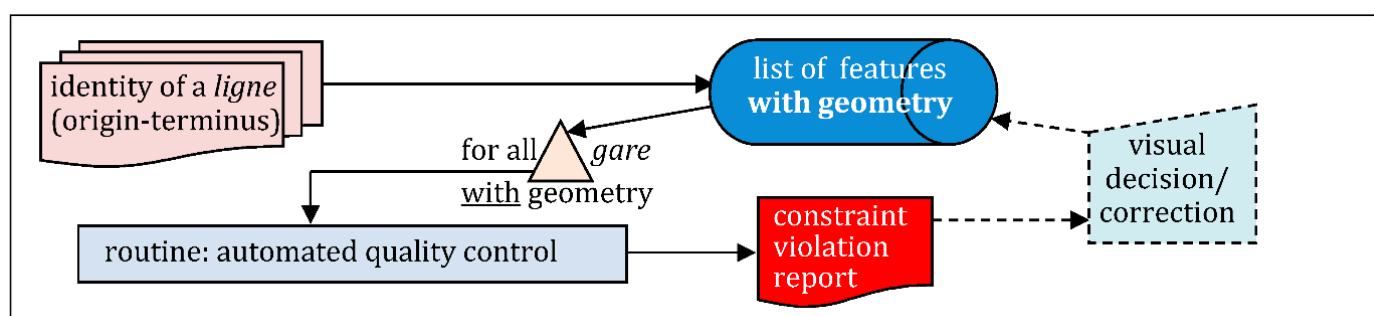 identity of a ligne
(origin-terminus)
list of features
with geometry
for all gare
with geometry
visual
decision/
correction
routine: automated quality control
constraint
violation
report